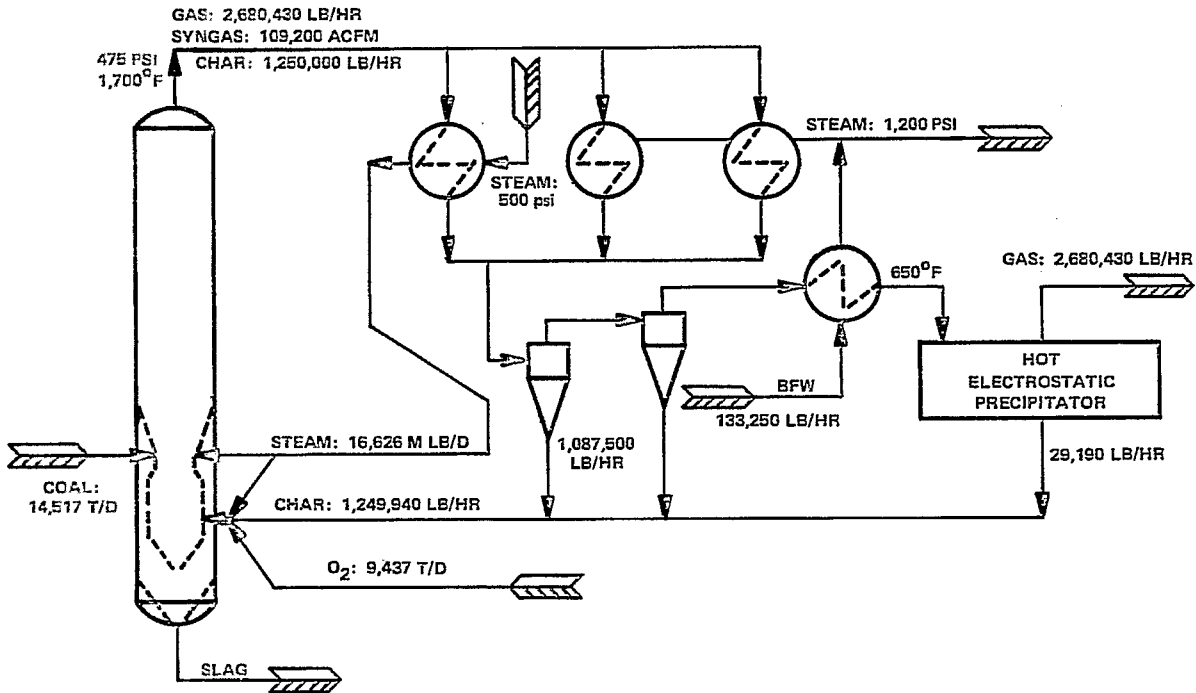 GAS: 2,680,430 LB/HR
SYNGAS: 109,200 ACFM
475 PSI
1,700°F
CHAR: 1,250,000 LB/HR
STEAM: 1,200 PSI
STEAM:
500 psi
650°F
GAS: 2,680,430 LB/HR
HOT
ELECTROSTATIC
PRECIPITATOR
BFW
133,250 LB/HR
1,087,500
LB/HR
29,190 LB/HR
STEAM: 16,626 M LB/D
COAL:
14,517 T/D
CHAR: 1,249,940 LB/HR
O2: 9,437 T/D
SLAG